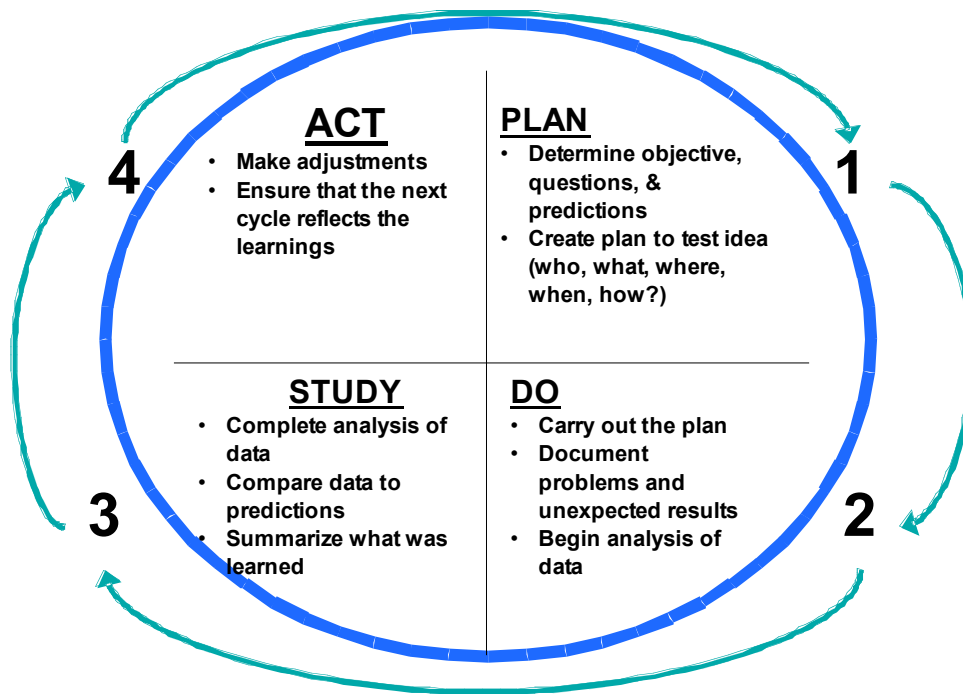 ACT
• Make adjustments
• Ensure that the next
cycle reflects the
learnings
4
PLAN
• Determine objective,
questions, &
predictions
• Create plan to test idea
(who, what, where,
when, how?)
1
STUDY
• Complete analysis of
data
• Compare data to
predictions
• Summarize what was
learned
3
DO
• Carry out the plan
• Document
problems and
unexpected results
• Begin analysis of
data
2